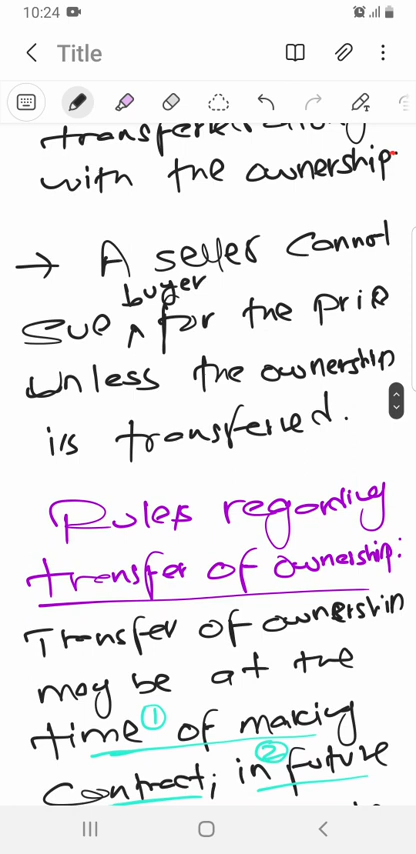 10:24
Title
with the ownership
→ A seller cannot
buyer
sue ^ for the price
unless the ownership
is transferred.
Rules regarding
transfer of ownership:
Transfer of ownership
may be at the
time ① of making
contract; in ② future